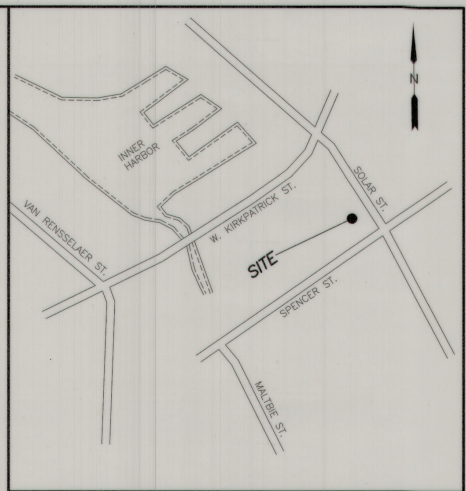 N
INNER
HARBOR
SOLAR ST.
VAN RENSSELAER ST.
W. KIRKPATRICK ST.
SITE
SPENCER ST.
MALTBIE ST.